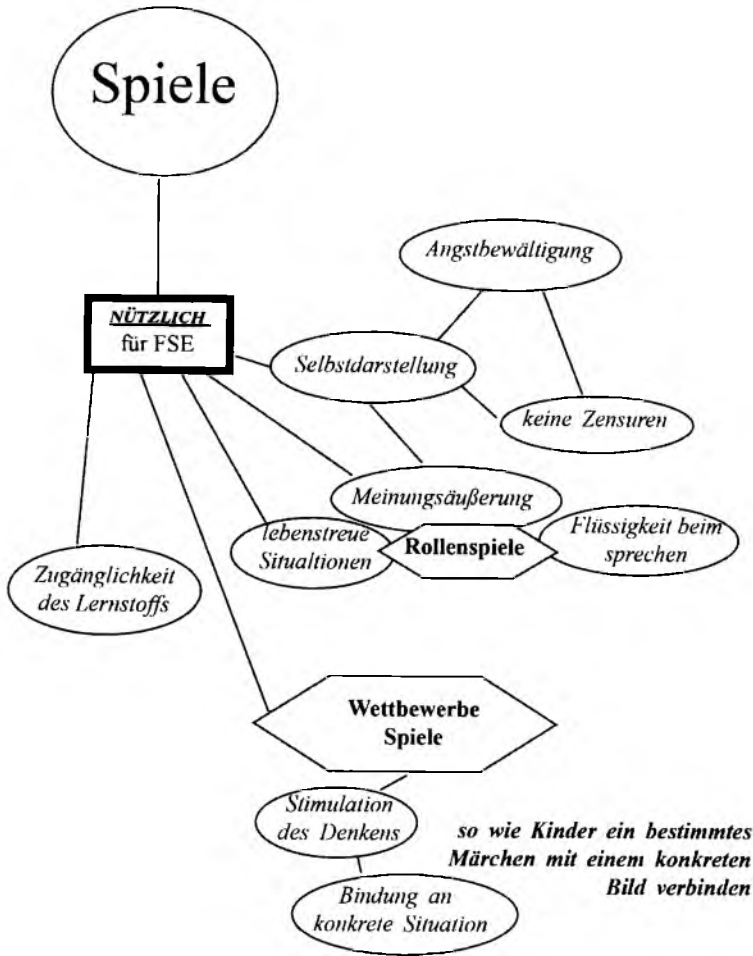 Spiele
NÜTZLICH
für FSE
Angstbewältigung
Selbstdarstellung
keine Zensuren
Meinungsäußerung
lebenstreue
Situaltionen
Rollenspiele
Flüssigkeit beim
sprechen
Zugänglichkeit
des Lernstoffs
Wettbewerbe
Spiele
Stimulation
des Denkens
so wie Kinder ein bestimmtes
Märchen mit einem konkreten
Bild verbinden
Bindung an
konkrete Situation